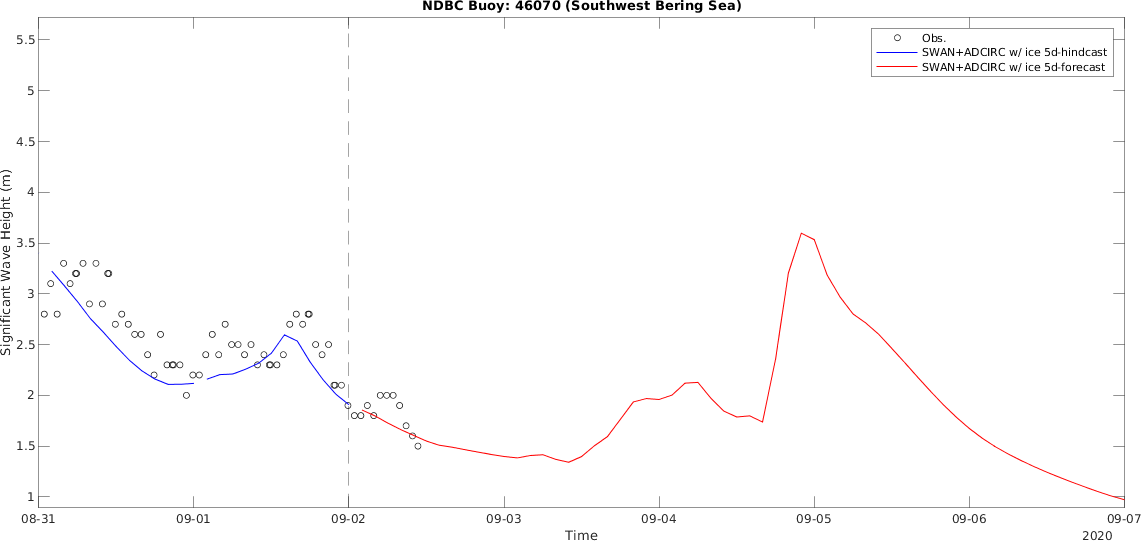 NDBC Buoy: 46070 (Southwest Bering Sea)
Obs.
SWAN+ADCIRC w/ ice 5d-hindcast
SWAN+ADCIRC w/ ice 5d-forecast
Significant Wave Height (m)
5.5
5
4.5
4
3.5
3
2.5
2
1.5
1
08-31 09-01 09-02 09-03 09-04 09-05 09-06 09-07
Time
2020